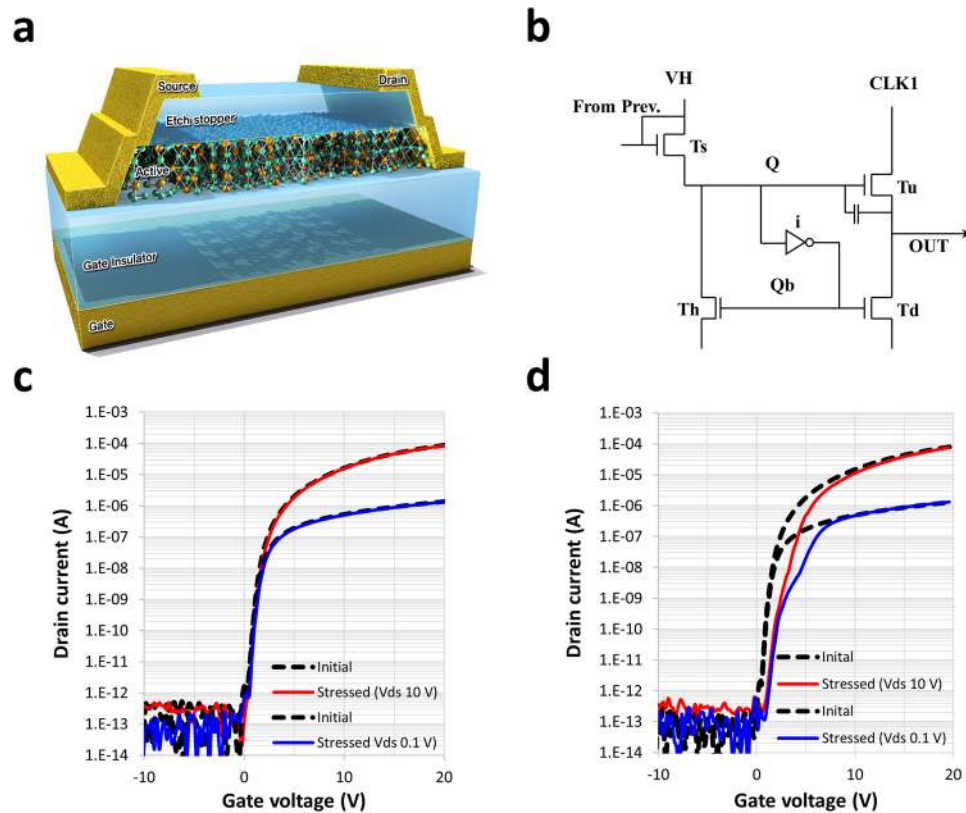 a
Source
Drain
Etch stopper
Active
Gate Insulator
Gate
b
VH
CLK1
From Prev.
Ts
Q
Tu
i
OUT
Qb
Th
Td
c
1.E-03
1.E-04
1.E-05
1.E-06
1.E-07
1.E-08
1.E-09
1.E-10
1.E-11
1.E-12
1.E-13
1.E-14
Drain current (A)
Initial
Stressed (Vds 10 V)
Initial
Stressed Vds 0.1 V)
-10
0
10
20
Gate voltage (V)
d
1.E-03
1.E-04
1.E-05
1.E-06
1.E-07
1.E-08
1.E-09
1.E-10
1.E-11
1.E-12
1.E-13
1.E-14
Drain current (A)
Inital
Stressed (Vds 10 V)
Initial
Stressed (Vds 0.1 V)
-10
0
10
20
Gate voltage (V)